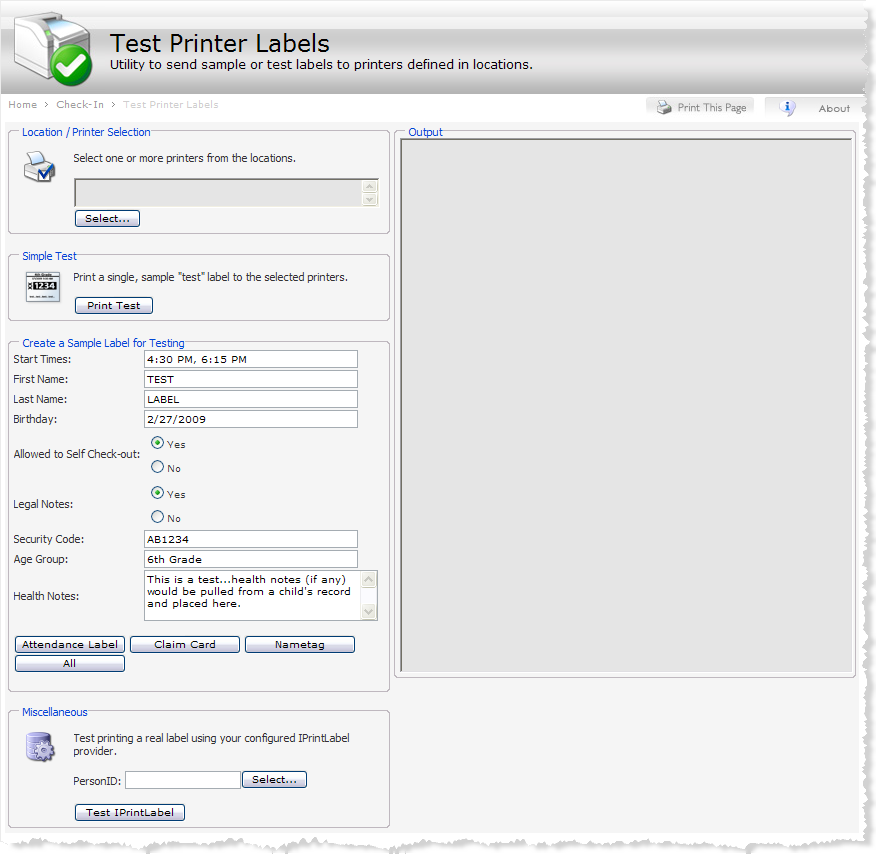 Test Printer Labels
Utility to send sample or test labels to printers defined in locations.
Home > Check-In > Test Printer Labels
Print This Page
About
Location / Printer Selection
Select one or more printers from the locations.
Select...
Simple Test
1234
Print a single, sample "test" label to the selected printers.
Print Test
Create a Sample Label for Testing
Start Times: 4:30 PM, 6:15 PM
First Name: TEST
Last Name: LABEL
Birthday: 2/27/2009
Allowed to Self Check-out:
Yes
No
Legal Notes:
Yes
No
Security Code: AB1234
Age Group: 6th Grade
Health Notes:
This is a test...health notes (if any)
would be pulled from a child's record
and placed here.
Attendance Label Claim Card Nametag
All
Miscellaneous
Test printing a real label using your configured IPrintLabel
provider.
PersonID: Select...
Test IPrintLabel
Output